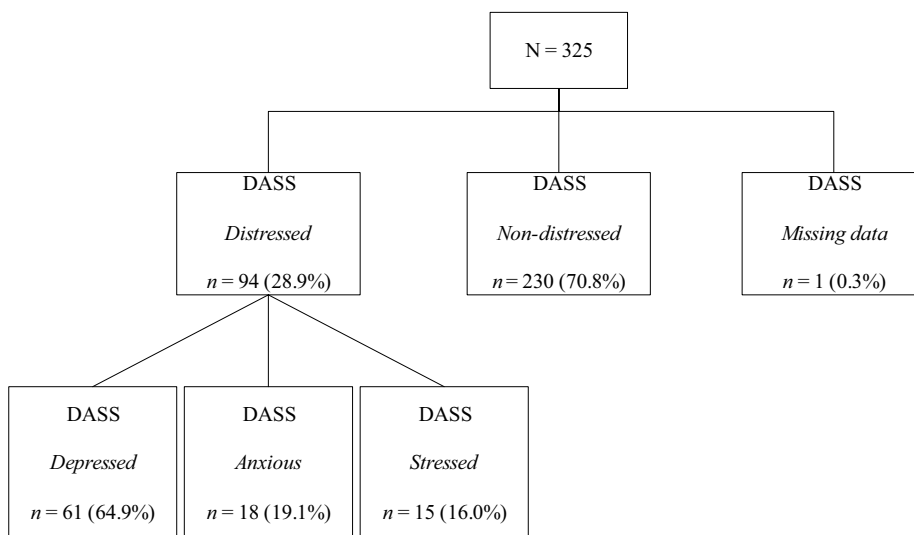 N = 325
DASS
Distressed
n = 94 (28.9%)
DASS
Non-distressed
n = 230 (70.8%)
DASS
Missing data
n = 1 (0.3%)
DASS
Depressed
n = 61 (64.9%)
DASS
Anxious
n = 18 (19.1%)
DASS
Stressed
n = 15 (16.0%)